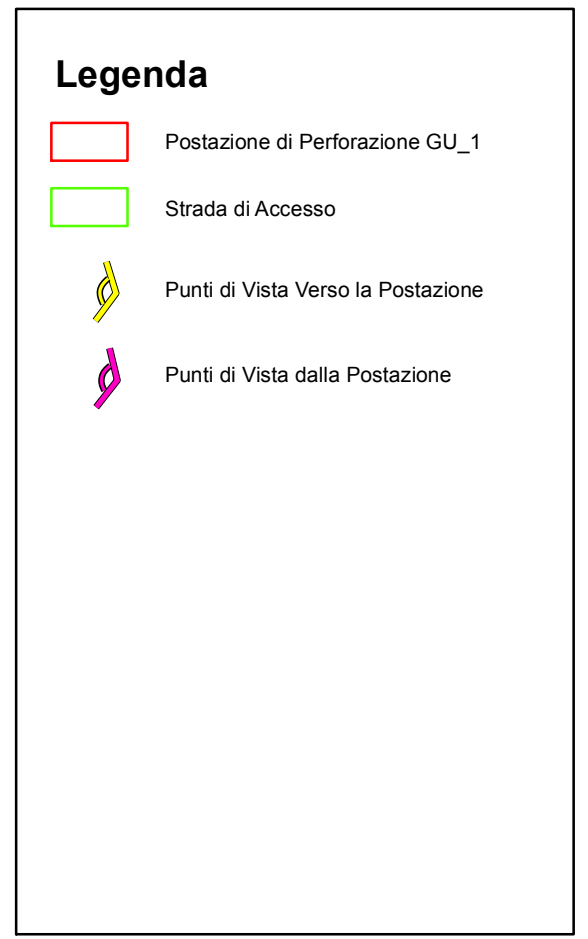 Legenda
Postazione di Perforazione GU_1
Strada di Accesso
Punti di Vista Verso la Postazione
Punti di Vista dalla Postazione